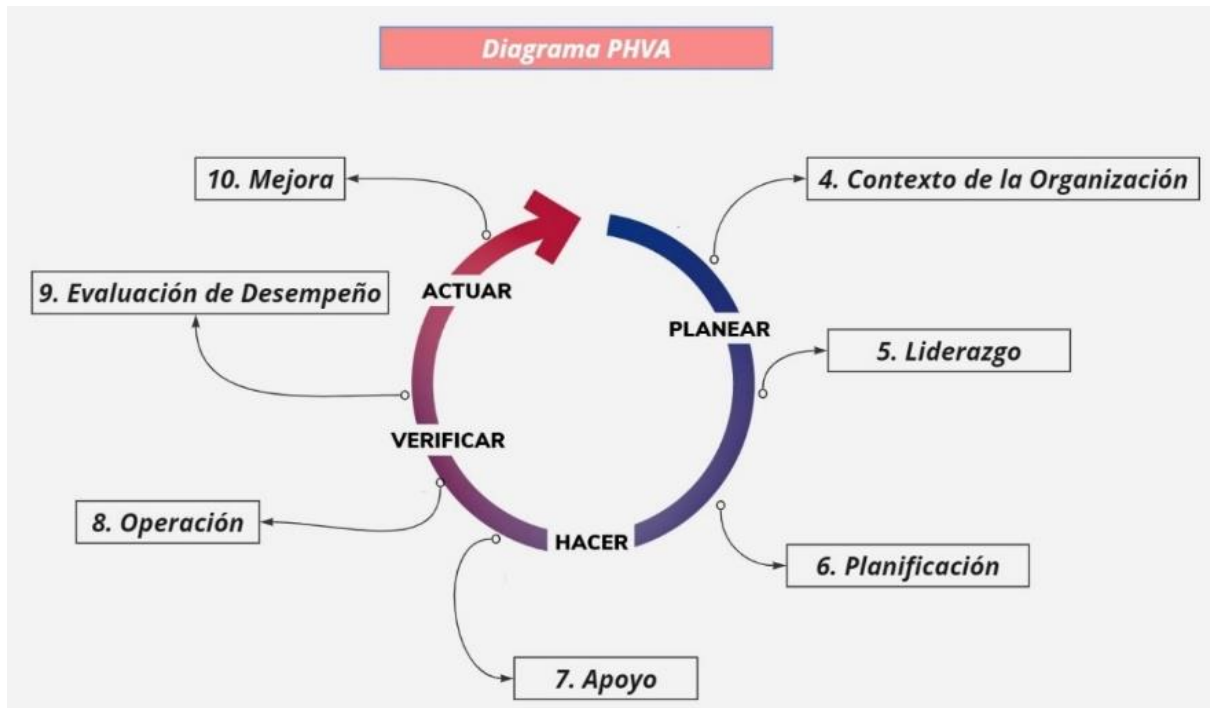 Diagrama PHVA
10. Mejora
4. Contexto de la Organización
9. Evaluación de Desempeño
ACTUAR
PLANEAR
5. Liderazgo
VERIFICAR
8. Operación
HACER
6. Planificación
7. Apoyo